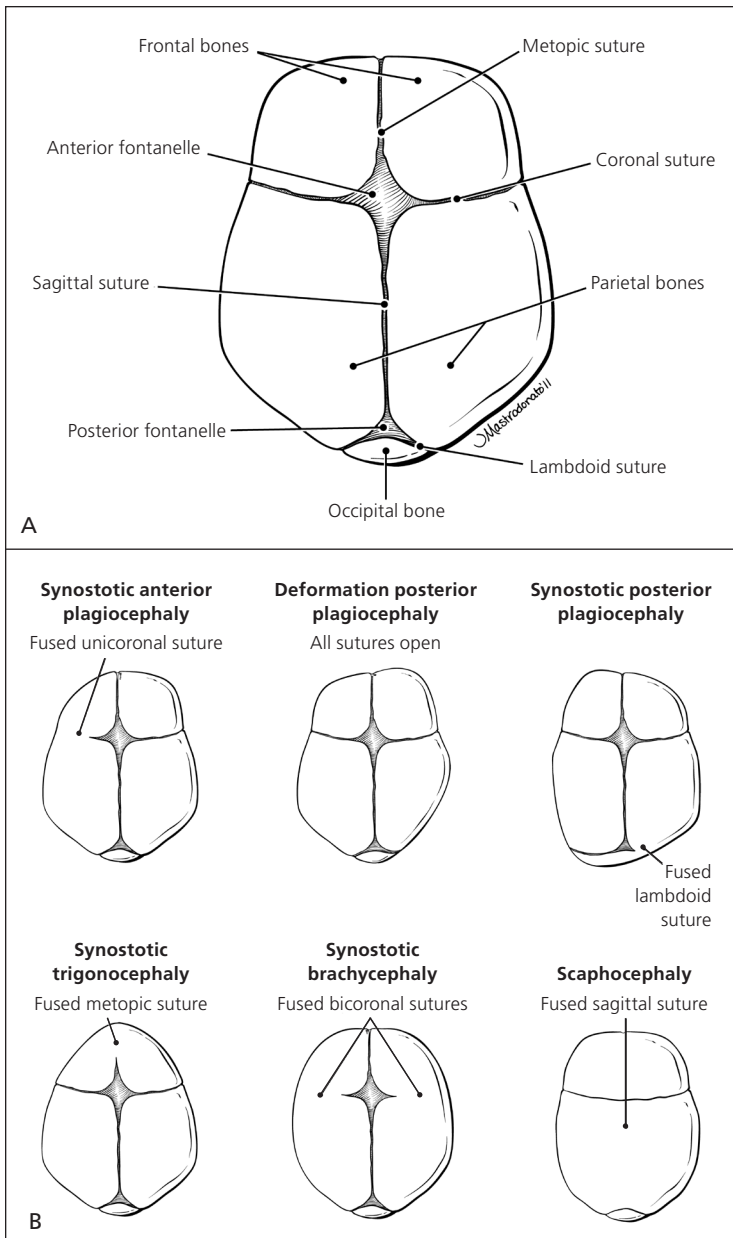 Frontal bones
Metopic suture
Anterior fontanelle
Coronal suture
Sagittal suture
Parietal bones
Posterior fontanelle
JMastrodonato'11
Lambdoid suture
Occipital bone
A
Synostotic anterior
plagiocephaly
Fused unicoronal suture
Deformation posterior
plagiocephaly
All sutures open
Synostotic posterior
plagiocephaly
Fused
lambdoid
suture
Synostotic
trigonocephaly
Fused metopic suture
Synostotic
brachycephaly
Fused bicoronal sutures
Scaphocephaly
Fused sagittal suture
B